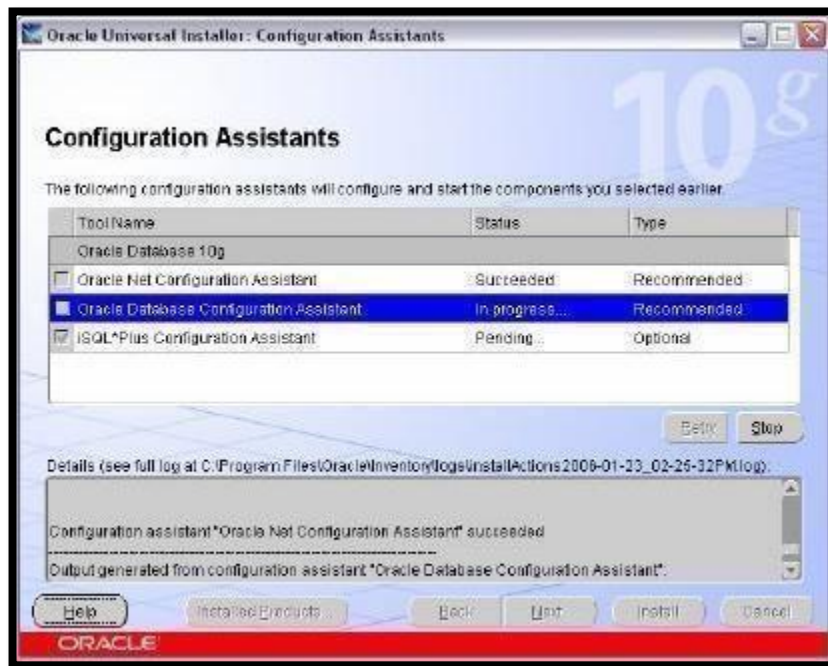 Oracle Universal Installer: Configuration Assistants
10g
Configuration Assistants
The following configuration assistants will configure and start the components you selected earlier.
Tool Name Status Type
Oracle Database 10g
Oracle Net Configuration Assistant Succeeded Recommended
Oracle Database Configuration Assistant In progress... Recommended
iSQL*Plus Configuration Assistant Pending... Optional
Retry Stop
Details (see full log at C:\Program Files\Oracle\Inventory\logs\installActions2006-01-23_02-25-32PM.log):
Configuration assistant "Oracle Net Configuration Assistant" succeeded
Output generated from configuration assistant "Oracle Database Configuration Assistant":
Help Installed Products... Back Next Install Cancel
ORACLE